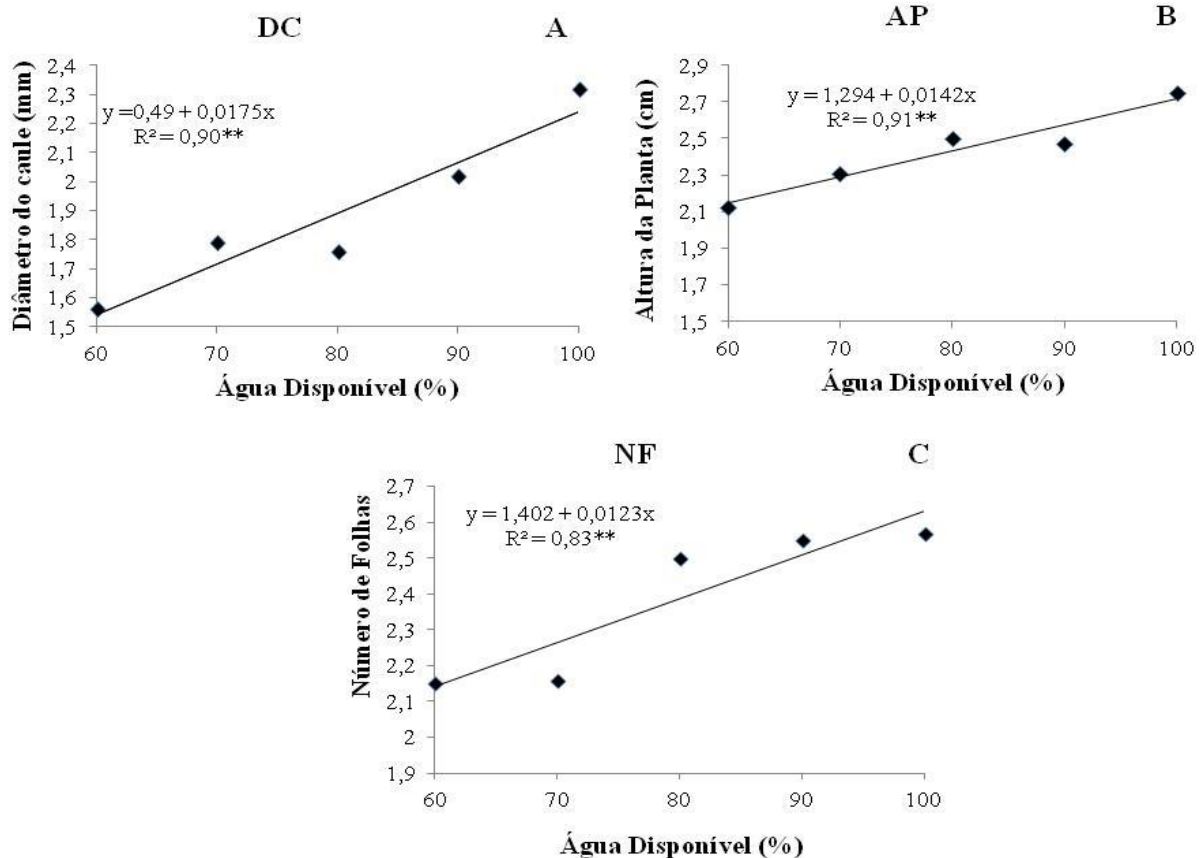 DC A
Diâmetro do caule (mm)
2,4
2,3
2,2
2,1
2
1,9
1,8
1,7
1,6
1,5
y =0,49 + 0,0175x
R² = 0,90**
60 70 80 90 100
Água Disponível (%)
AP B
Altura da Planta (cm)
2,9
2,7
2,5
2,3
2,1
1,9
1,7
1,5
y = 1,294 + 0,0142x
R² = 0,91**
60 70 80 90 100
Água Disponível (%)
NF C
Número de Folhas
2,7
2,6
2,5
2,4
2,3
2,2
2,1
2
1,9
y = 1,402 + 0,0123x
R² = 0,83**
60 70 80 90 100
Água Disponível (%)